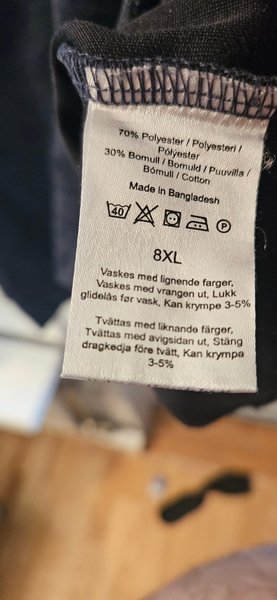 70% Polyester / Polyesteri /
Pólyester
30% Bomull / Bomuld / Puuvilla /
Bómull / Cotton
Made in Bangladesh
40 P
8XL
Vaskes med lignende farger,
Vaskes med vrangen ut, Lukk
glidelås før vask, Kan krympe 3-5%
Tvättas med liknande färger,
Tvättas med avigsidan ut, Stäng
dragkedja före tvätt, Kan krympa
3-5%